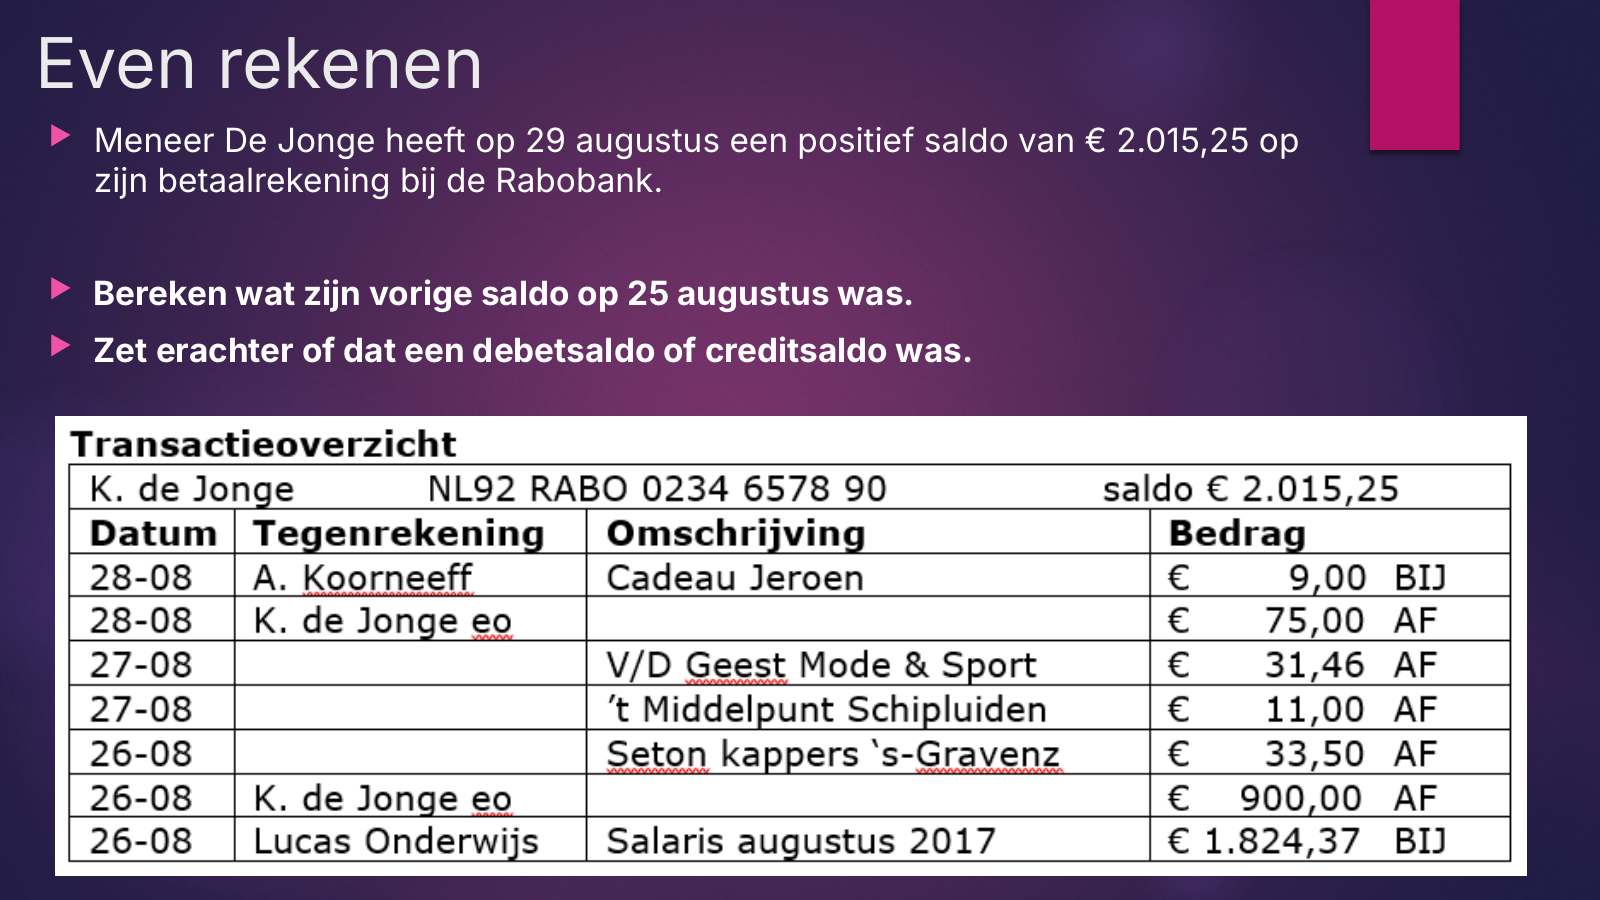 Even rekenen
Meneer De Jonge heeft op 29 augustus een positief saldo van € 2.015,25 op
zijn betaalrekening bij de Rabobank.
Bereken wat zijn vorige saldo op 25 augustus was.
Zet erachter of dat een debetsaldo of creditsaldo was.
Transactieoverzicht
K. de Jonge NL92 RABO 0234 6578 90 saldo € 2.015,25
Datum Tegenrekening Omschrijving Bedrag
28-08 A. Koorneeff Cadeau Jeroen € 9,00 BIJ
28-08 K. de Jonge eo € 75,00 AF
27-08 V/D Geest Mode & Sport € 31,46 AF
27-08 ’t Middelpunt Schipluiden € 11,00 AF
26-08 Seton kappers ‘s-Gravenz € 33,50 AF
26-08 K. de Jonge eo € 900,00 AF
26-08 Lucas Onderwijs Salaris augustus 2017 € 1.824,37 BIJ